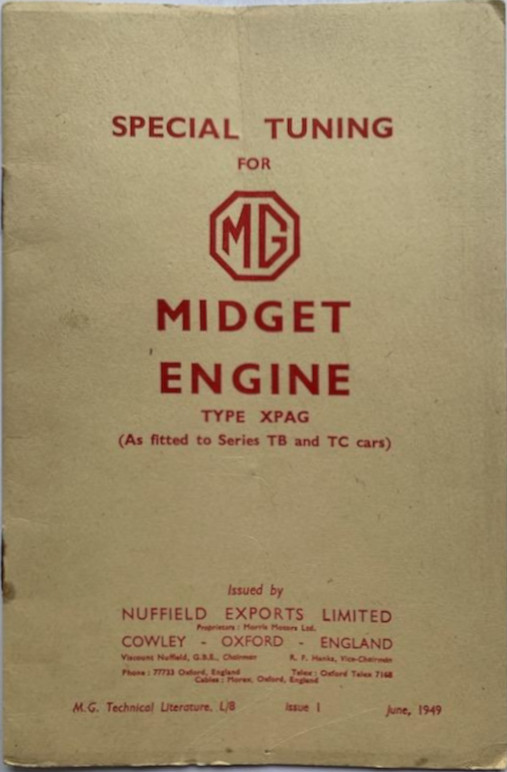 SPECIAL TUNING
FOR
MG
MIDGET
ENGINE
TYPE XPAG
(As fitted to Series TB and TC cars)
Issued by
NUFFIELD EXPORTS LIMITED
Proprietors: Morris Motors Ltd.
COWLEY - OXFORD - ENGLAND
Viscount Nuffield, G.B.E., Chairman R. F. Hanks, Vice-Chairman
Phone: 77733 Oxford, England Telex: Oxford Telex 7168
Cables: Morex, Oxford, England
M.G. Technical Literature. L/8 Issue 1 June, 1949